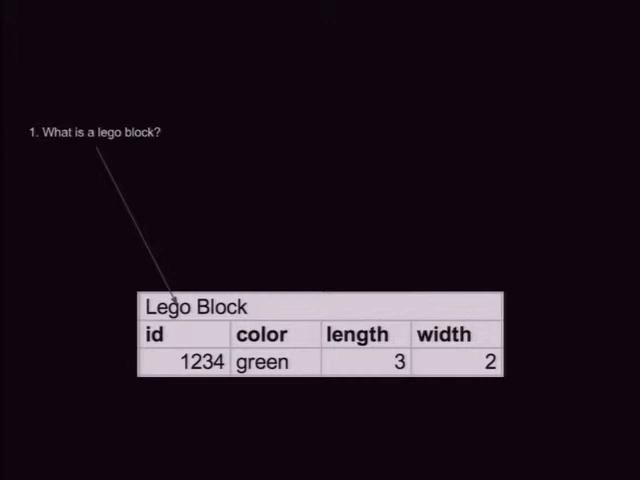 1. What is a lego block?
Lego Block
id color length width
1234 green 3 2